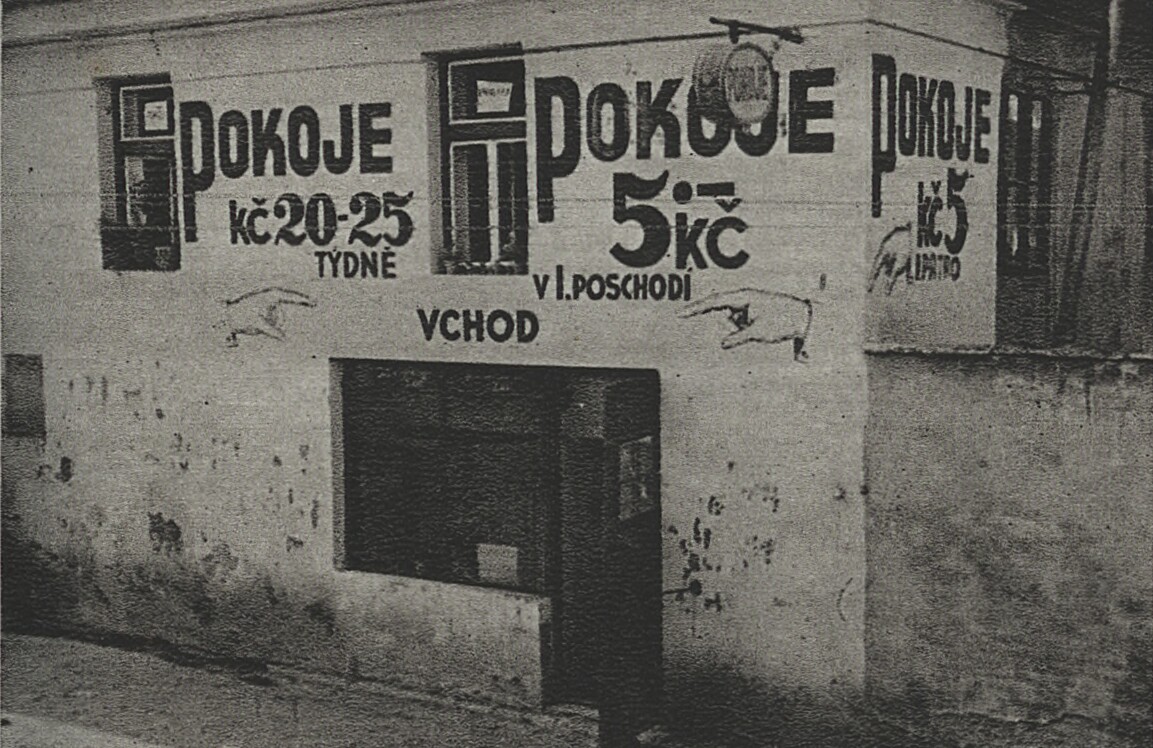 POKOJE
Kč 20-25
TÝDNĚ
POKOJE
5.– Kč
V I. POSCHODÍ
VCHOD
POKOJE
Kč 5
I. PATRO